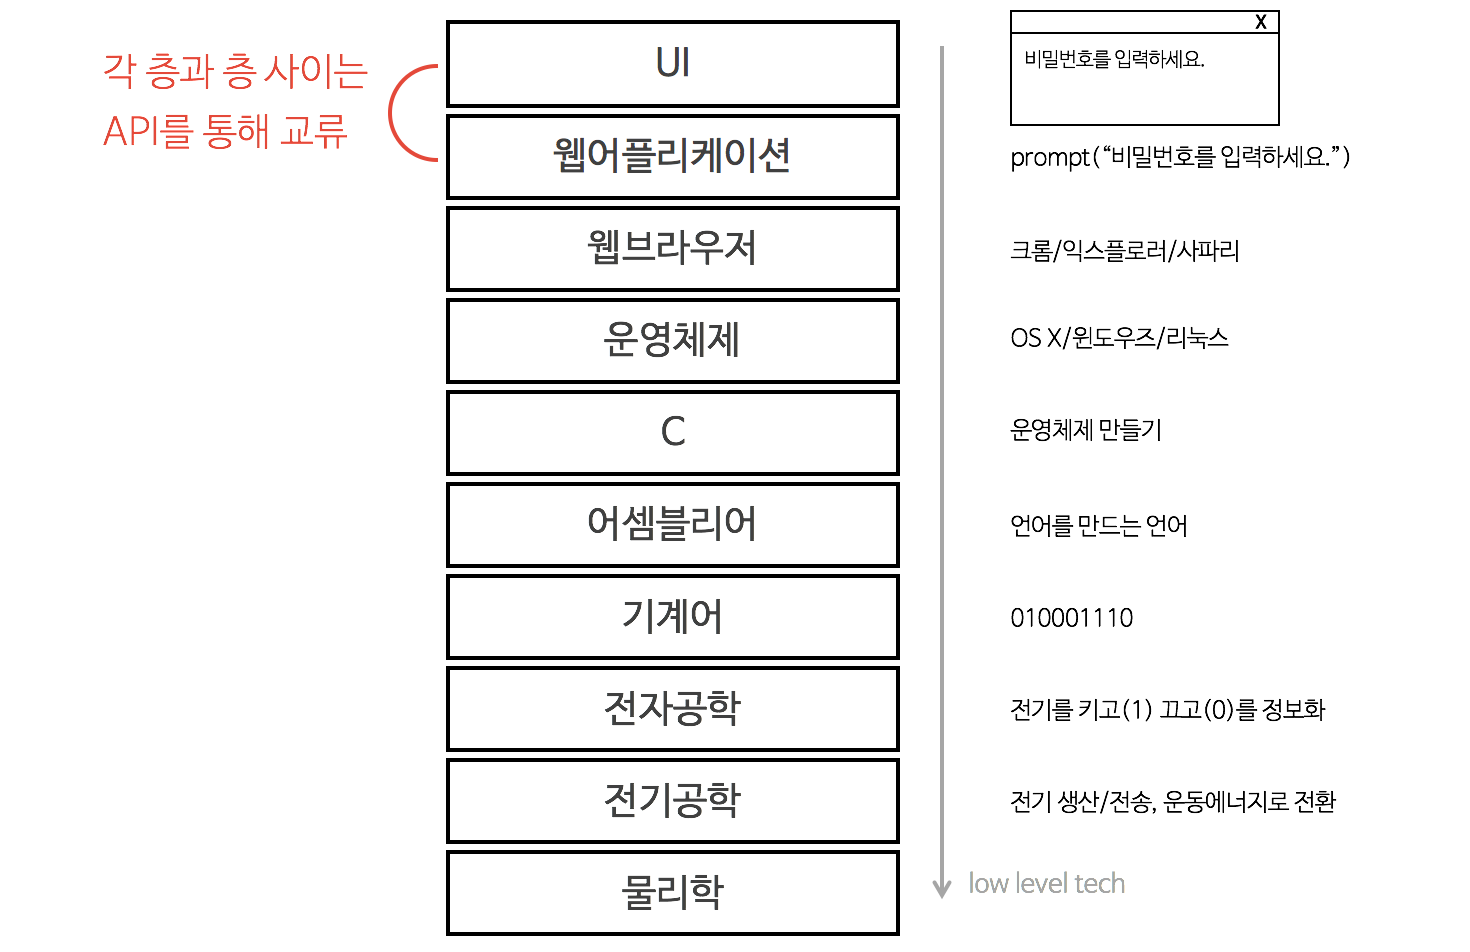 각 층과 층 사이는
API를 통해 교류
UI
X
비밀번호를 입력하세요.
웹어플리케이션
prompt(“비밀번호를 입력하세요.”)
웹브라우저
크롬/익스플로러/사파리
운영체제
OS X/윈도우즈/리눅스
C
운영체제 만들기
어셈블리어
언어를 만드는 언어
기계어
010001110
전자공학
전기를 키고(1) 끄고(0)를 정보화
전기공학
전기 생산/전송, 운동에너지로 전환
물리학
low level tech